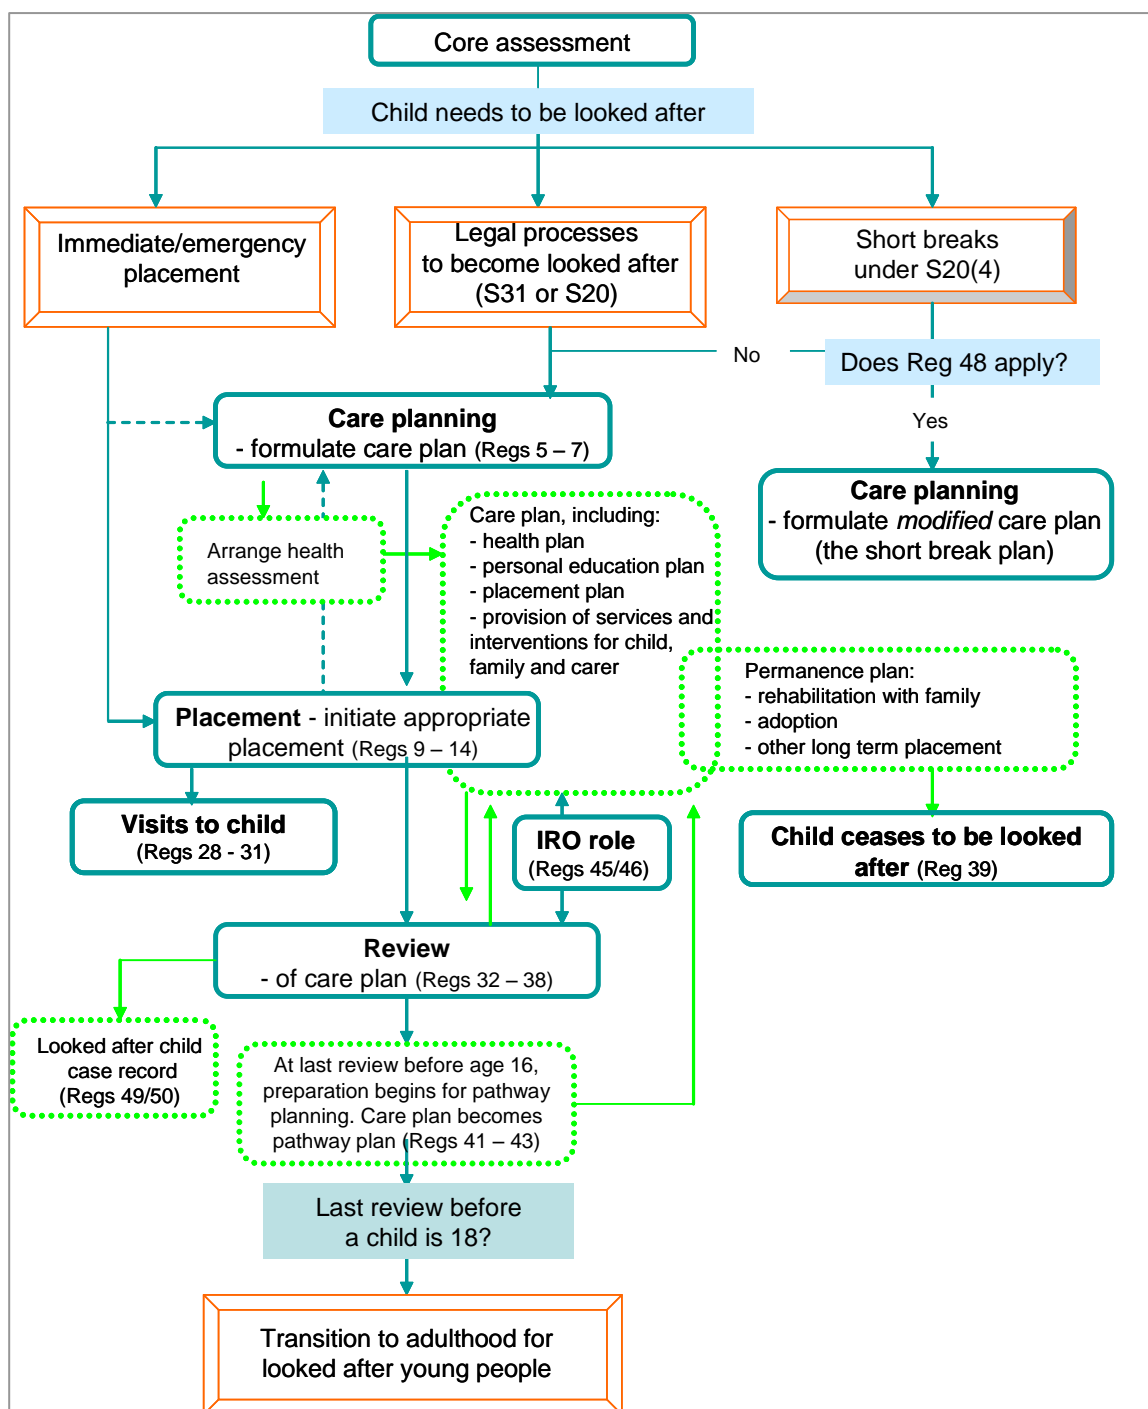 Core assessment
Child needs to be looked after
Immediate/emergency
placement
Legal processes
to become looked after
(S31 or S20)
Short breaks
under S20(4)
No
Does Reg 48 apply?
Yes
Care planning
- formulate care plan (Regs 5 – 7)
Care planning
- formulate modified care plan
(the short break plan)
Arrange health
assessment
Care plan, including:
- health plan
- personal education plan
- placement plan
- provision of services and
interventions for child,
family and carer
Permanence plan:
- rehabilitation with family
- adoption
- other long term placement
Placement - initiate appropriate
placement (Regs 9 – 14)
Visits to child
(Regs 28 - 31)
IRO role
(Regs 45/46)
Child ceases to be looked
after (Reg 39)
Review
- of care plan (Regs 32 – 38)
Looked after child
case record
(Regs 49/50)
At last review before age 16,
preparation begins for pathway
planning. Care plan becomes
pathway plan (Regs 41 – 43)
Last review before
a child is 18?
Transition to adulthood for
looked after young people